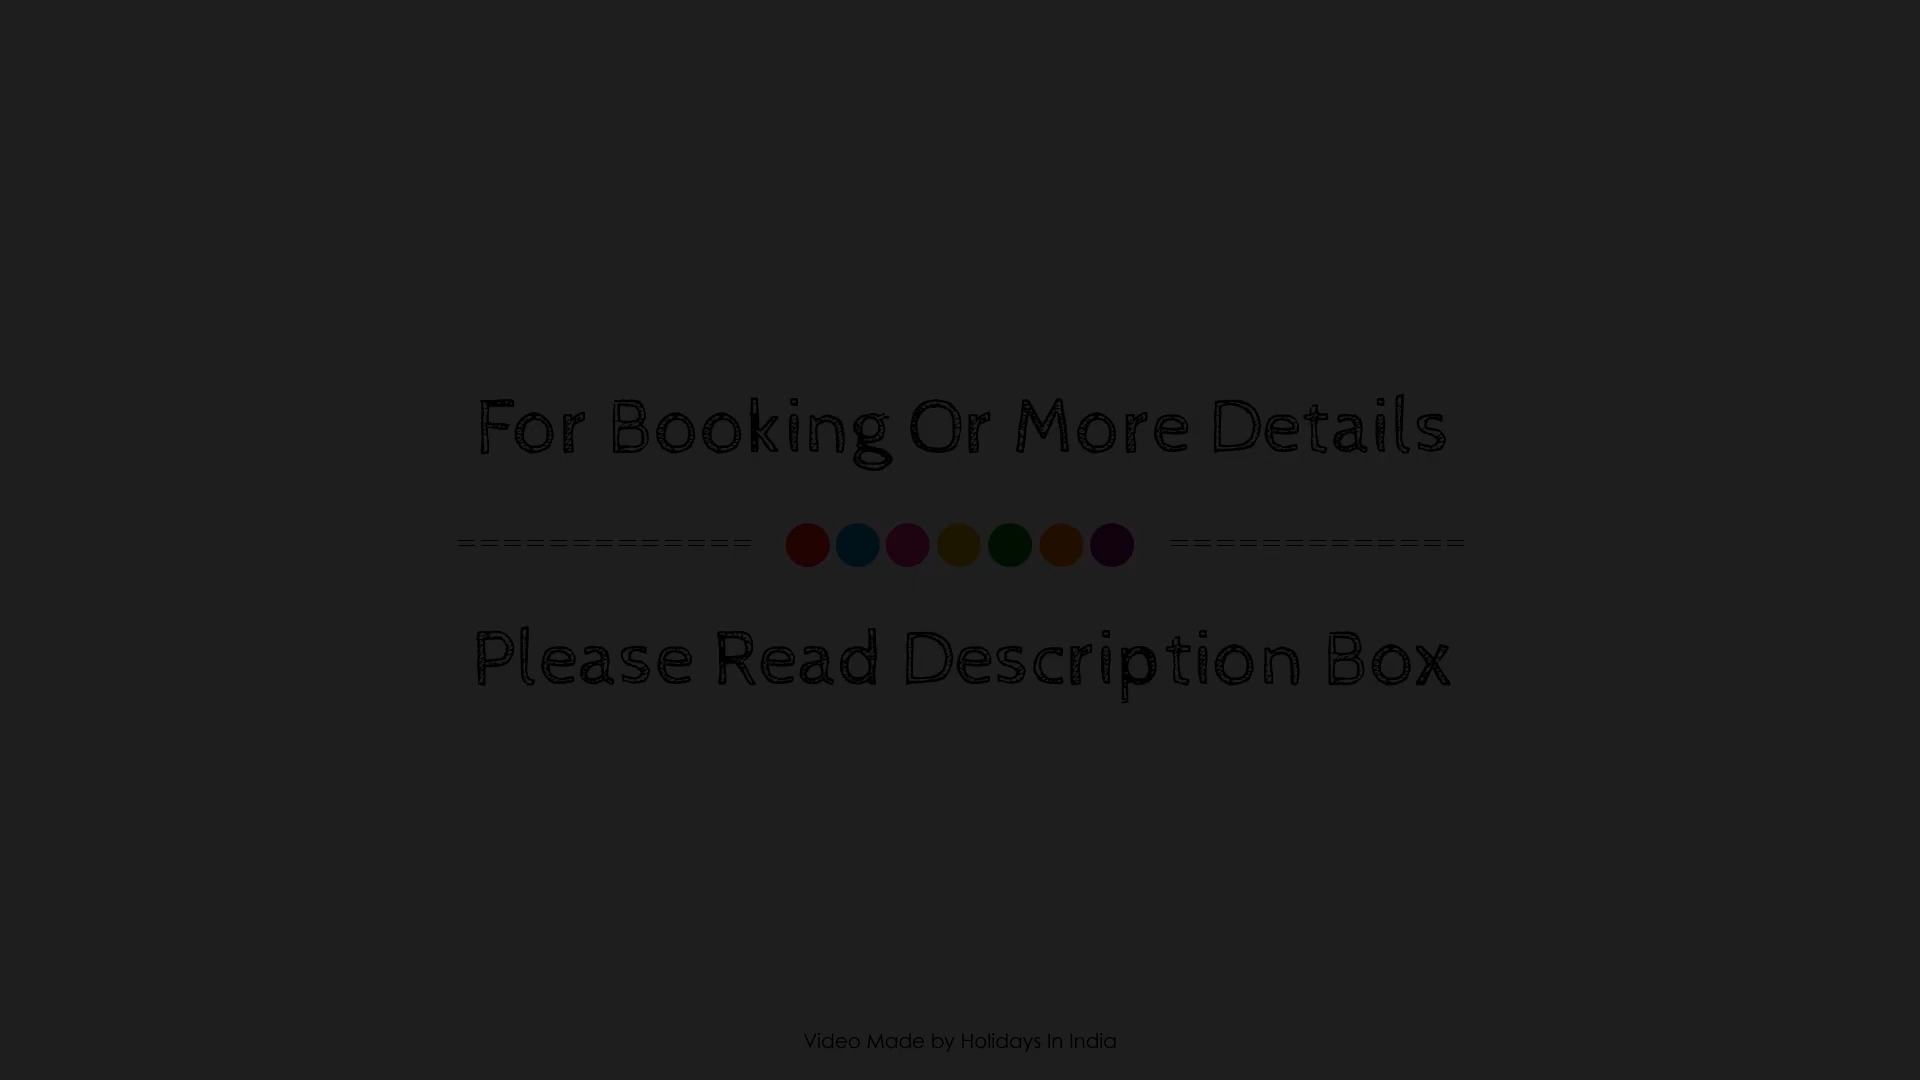 For Booking Or More Details
============= =============
Please Read Description Box
Video Made by Holidays In India